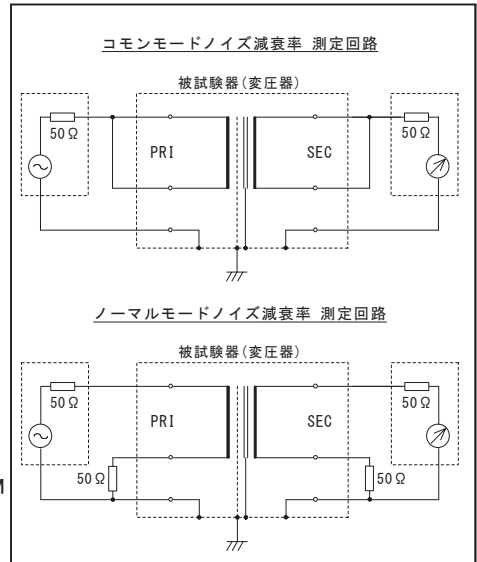 コモンモードノイズ減衰率 測定回路
被試験器(変圧器)
50Ω
50Ω
PRI
SEC
ノーマルモードノイズ減衰率 測定回路
被試験器(変圧器)
50Ω
50Ω
PRI
SEC
50Ω
50Ω
M